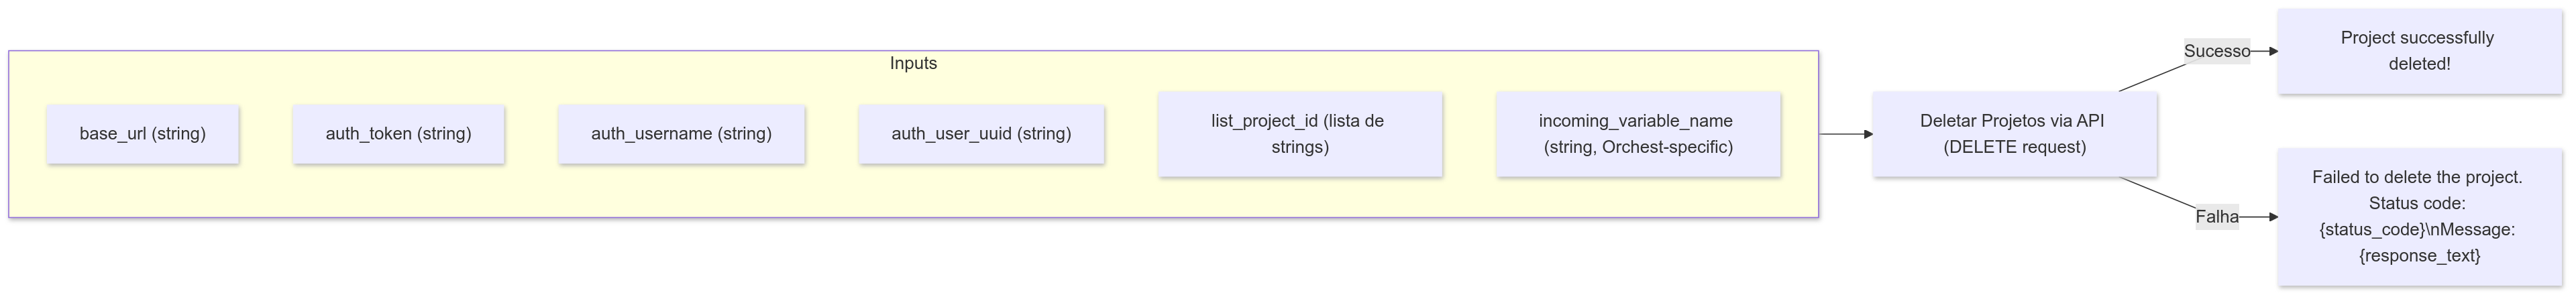 Inputs
base_url (string)
auth_token (string)
auth_username (string)
auth_user_uuid (string)
list_project_id (lista de
strings)
incoming_variable_name
(string, Orchest-specific)
Deletar Projetos via API
(DELETE request)
Sucesso
Project successfully
deleted!
Falha
Failed to delete the project.
Status code:
{status_code}\nMessage:
{response_text}